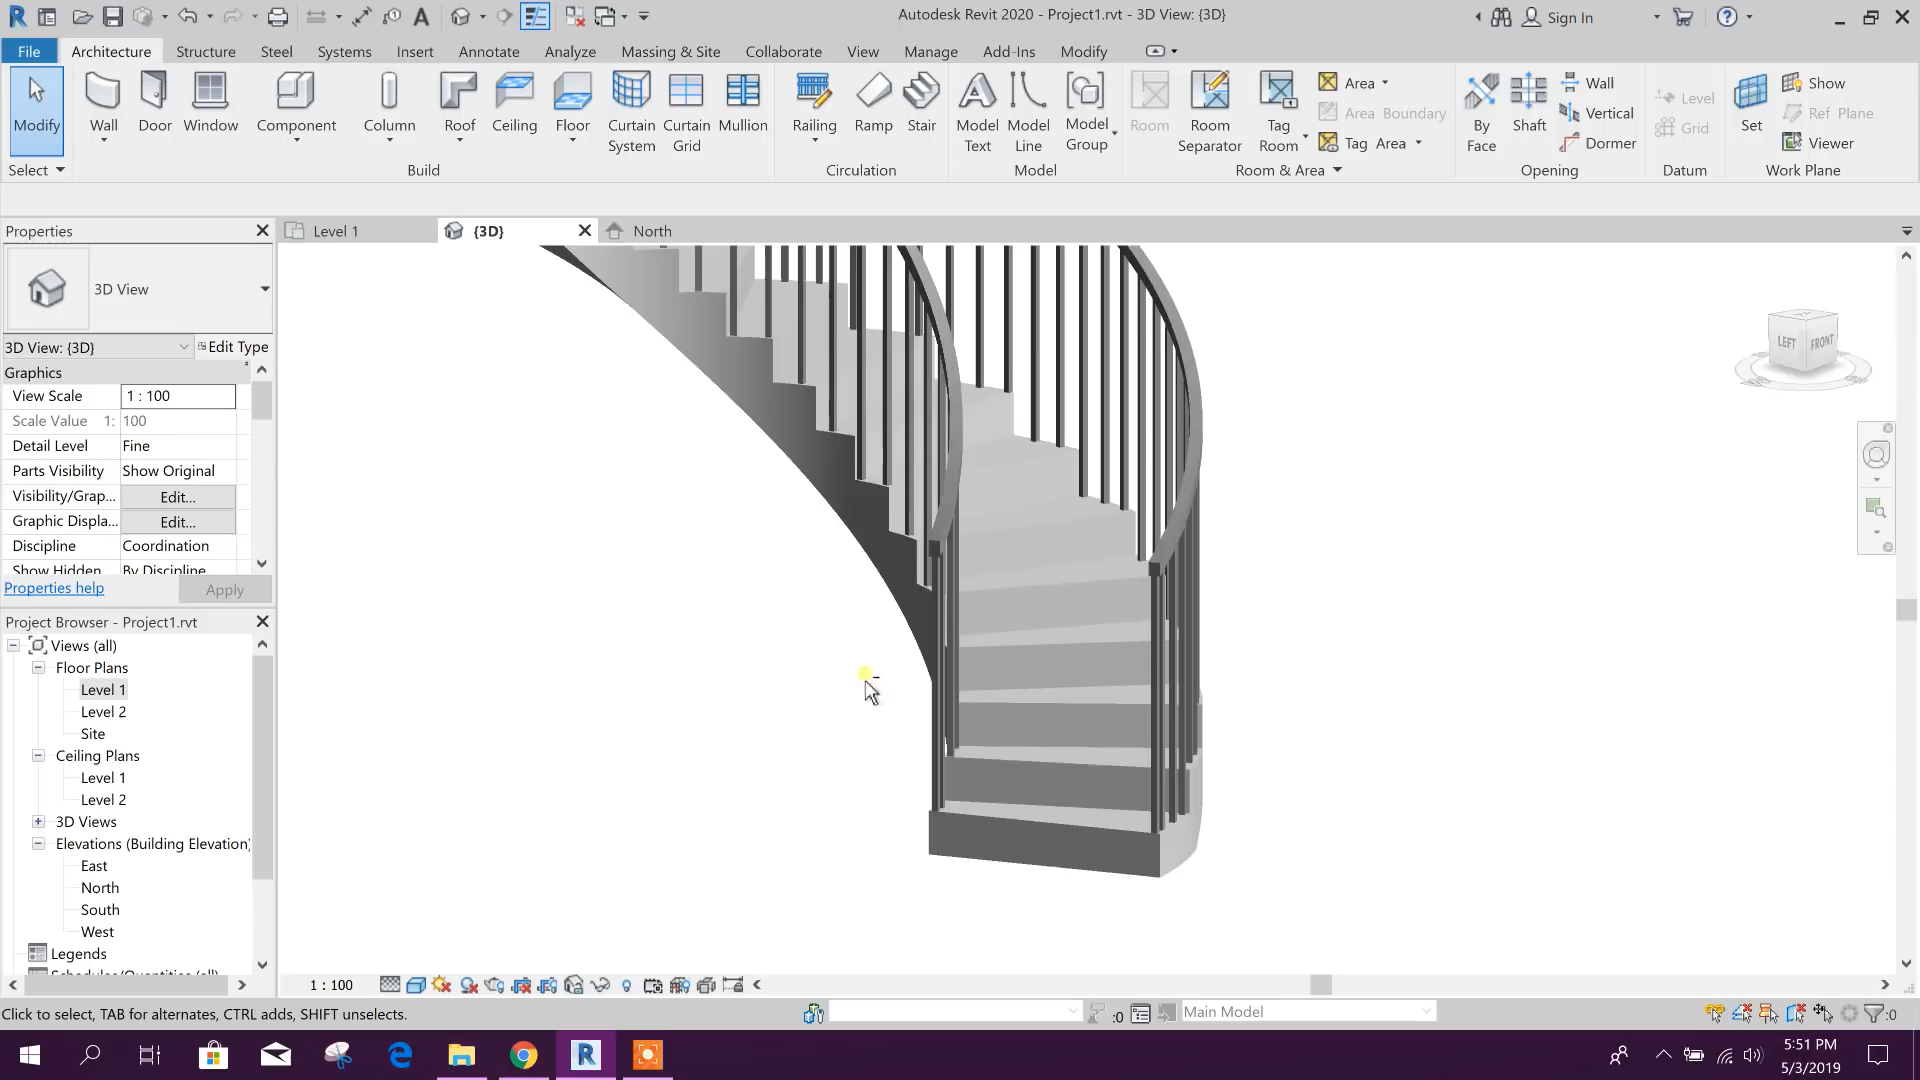 Autodesk Revit 2020 - Project1.rvt - 3D View: {3D}
Sign In
File Architecture Structure Steel Systems Insert Annotate Analyze Massing & Site Collaborate View Manage Add-Ins Modify
Modify
Wall
Door
Window
Component
Column
Roof
Ceiling
Floor
Curtain System
Curtain Grid
Mullion
Railing
Ramp
Stair
Model Text
Model Line
Model Group
Room
Room Separator
Tag Room
Area
Area Boundary
Tag Area
By Face
Shaft
Wall
Vertical
Dormer
Level
Grid
Set
Show
Ref Plane
Viewer
Select
Build
Circulation
Model
Room & Area
Opening
Datum
Work Plane
Properties
Level 1
{3D}
North
3D View
3D View: {3D}
Edit Type
Graphics
View Scale 1 : 100
Scale Value 1: 100
Detail Level Fine
Parts Visibility Show Original
Visibility/Grap... Edit...
Graphic Displa... Edit...
Discipline Coordination
Show Hidden By Discipline
Properties help
Apply
LEFT
FRONT
Project Browser - Project1.rvt
Views (all)
Floor Plans
Level 1
Level 2
Site
Ceiling Plans
Level 1
Level 2
3D Views
Elevations (Building Elevation)
East
North
South
West
Legends
Schedules/Quantities (all)
1 : 100
Click to select, TAB for alternates, CTRL adds, SHIFT unselects.
:0
Main Model
:0
5:51 PM
5/3/2019